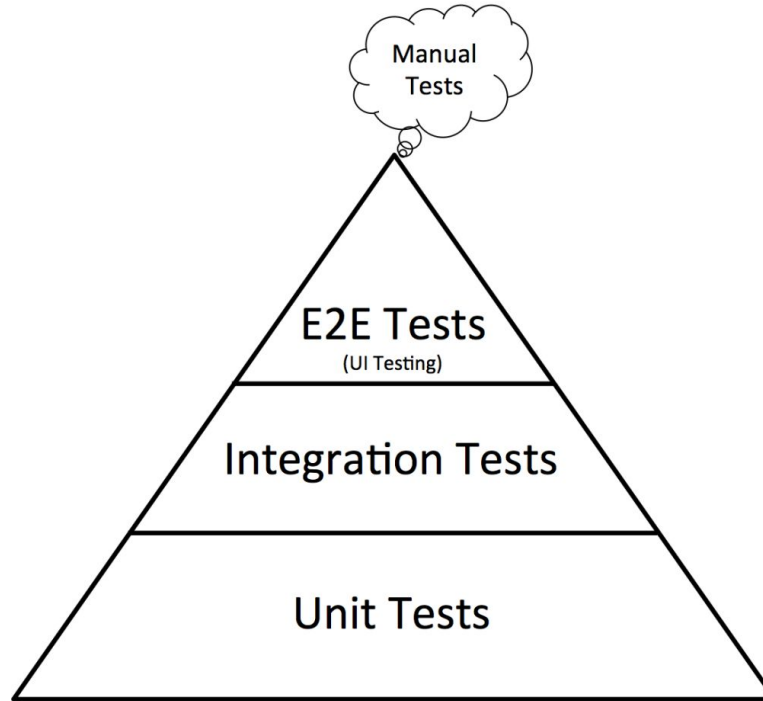 Manual
Tests
E2E Tests
(UI Testing)
Integration Tests
Unit Tests